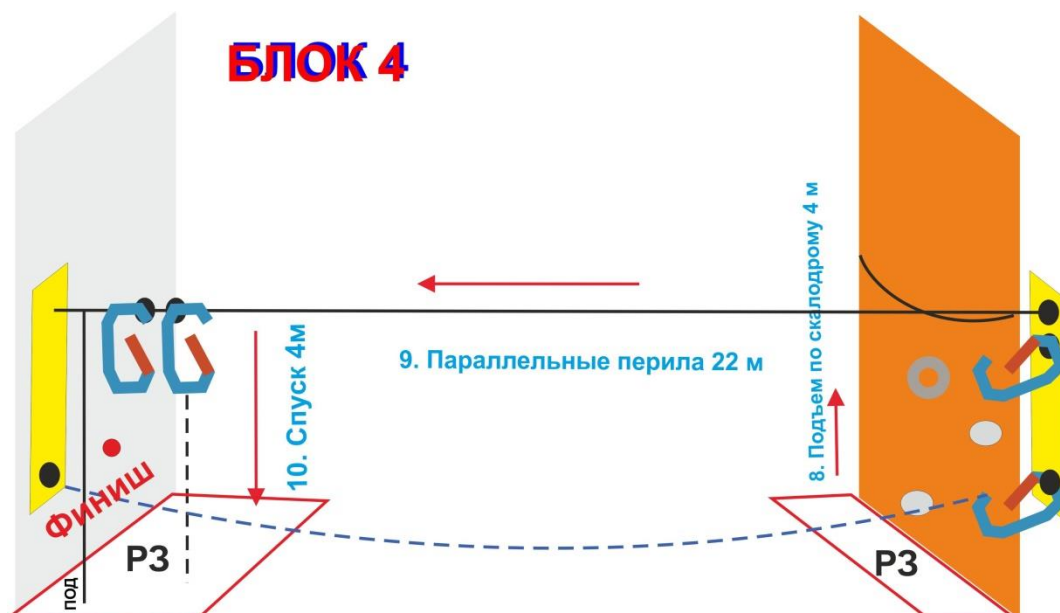 БЛОК 4
8. Подъем по скалодрому 4 м
9. Параллельные перила 22 м
10. Спуск 4м
Финиш
РЗ
РЗ
под